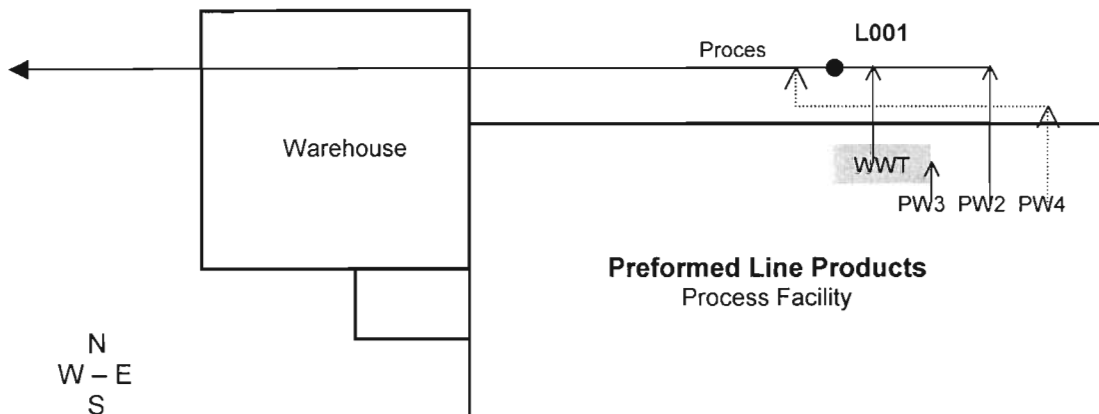 L001
Proces
Warehouse
WWT
PW3 PW2 PW4
Preformed Line Products
Process Facility
N
W – E
S